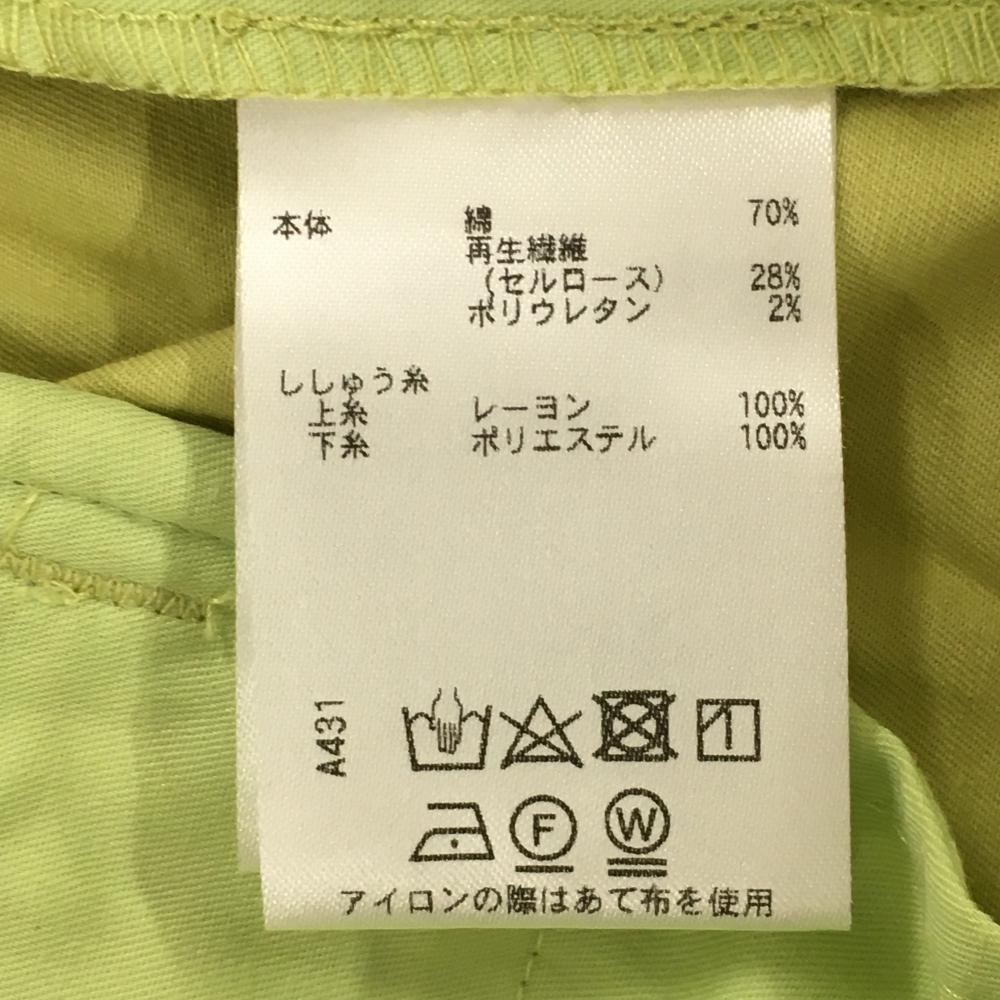 本体 綿 70%
再生繊維
(セルロース) 28%
ポリウレタン 2%
ししゅう糸
上糸 レーヨン 100%
下糸 ポリエステル 100%
A431
F W
アイロンの際はあて布を使用